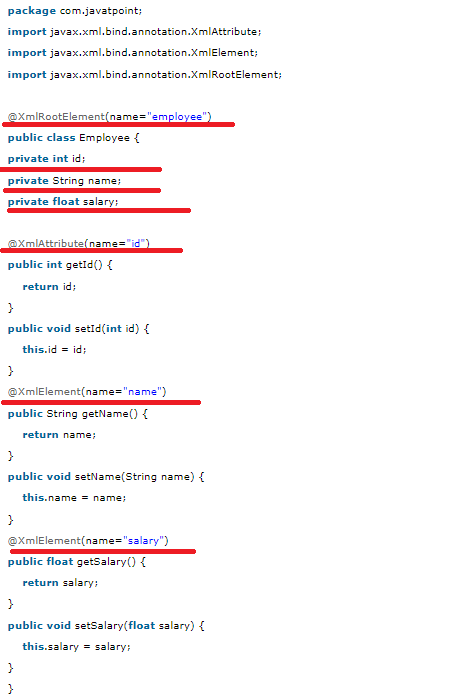 package com.javatpoint;
import javax.xml.bind.annotation.XmlAttribute;
import javax.xml.bind.annotation.XmlElement;
import javax.xml.bind.annotation.XmlRootElement;
@XmlRootElement(name="employee")
public class Employee {
private int id;
private String name;
private float salary;
@XmlAttribute(name="id")
public int getId() {
return id;
}
public void setId(int id) {
this.id = id;
}
@XmlElement(name="name")
public String getName() {
return name;
}
public void setName(String name) {
this.name = name;
}
@XmlElement(name="salary")
public float getSalary() {
return salary;
}
public void setSalary(float salary) {
this.salary = salary;
}
}